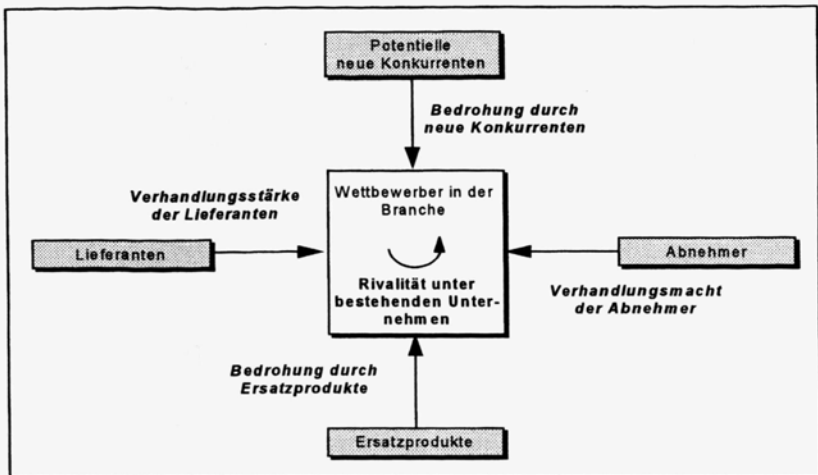 Potentielle
neue Konkurrenten
Bedrohung durch
neue Konkurrenten
Verhandlungsstärke
der Lieferanten
Wettbewerber in der
Branche
Lieferanten
Abnehmer
Rivalität unter
bestehenden Unter-
nehmen
Verhandlungsmacht
der Abnehmer
Bedrohung durch
Ersatzprodukte
Ersatzprodukte